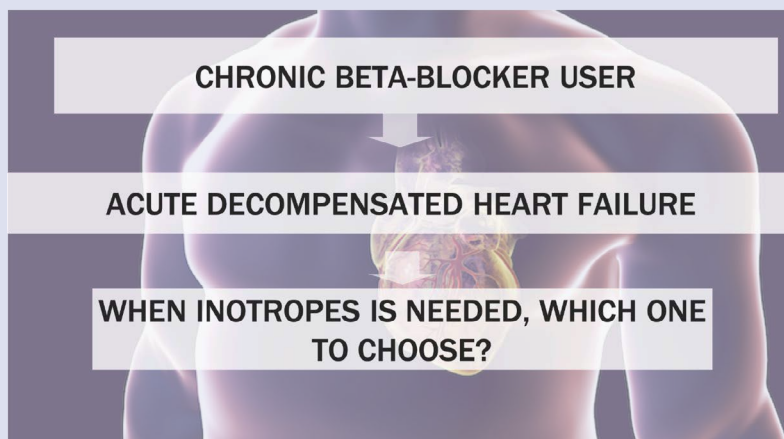 CHRONIC BETA-BLOCKER USER
ACUTE DECOMPENSATED HEART FAILURE
WHEN INOTROPES IS NEEDED, WHICH ONE
TO CHOOSE?